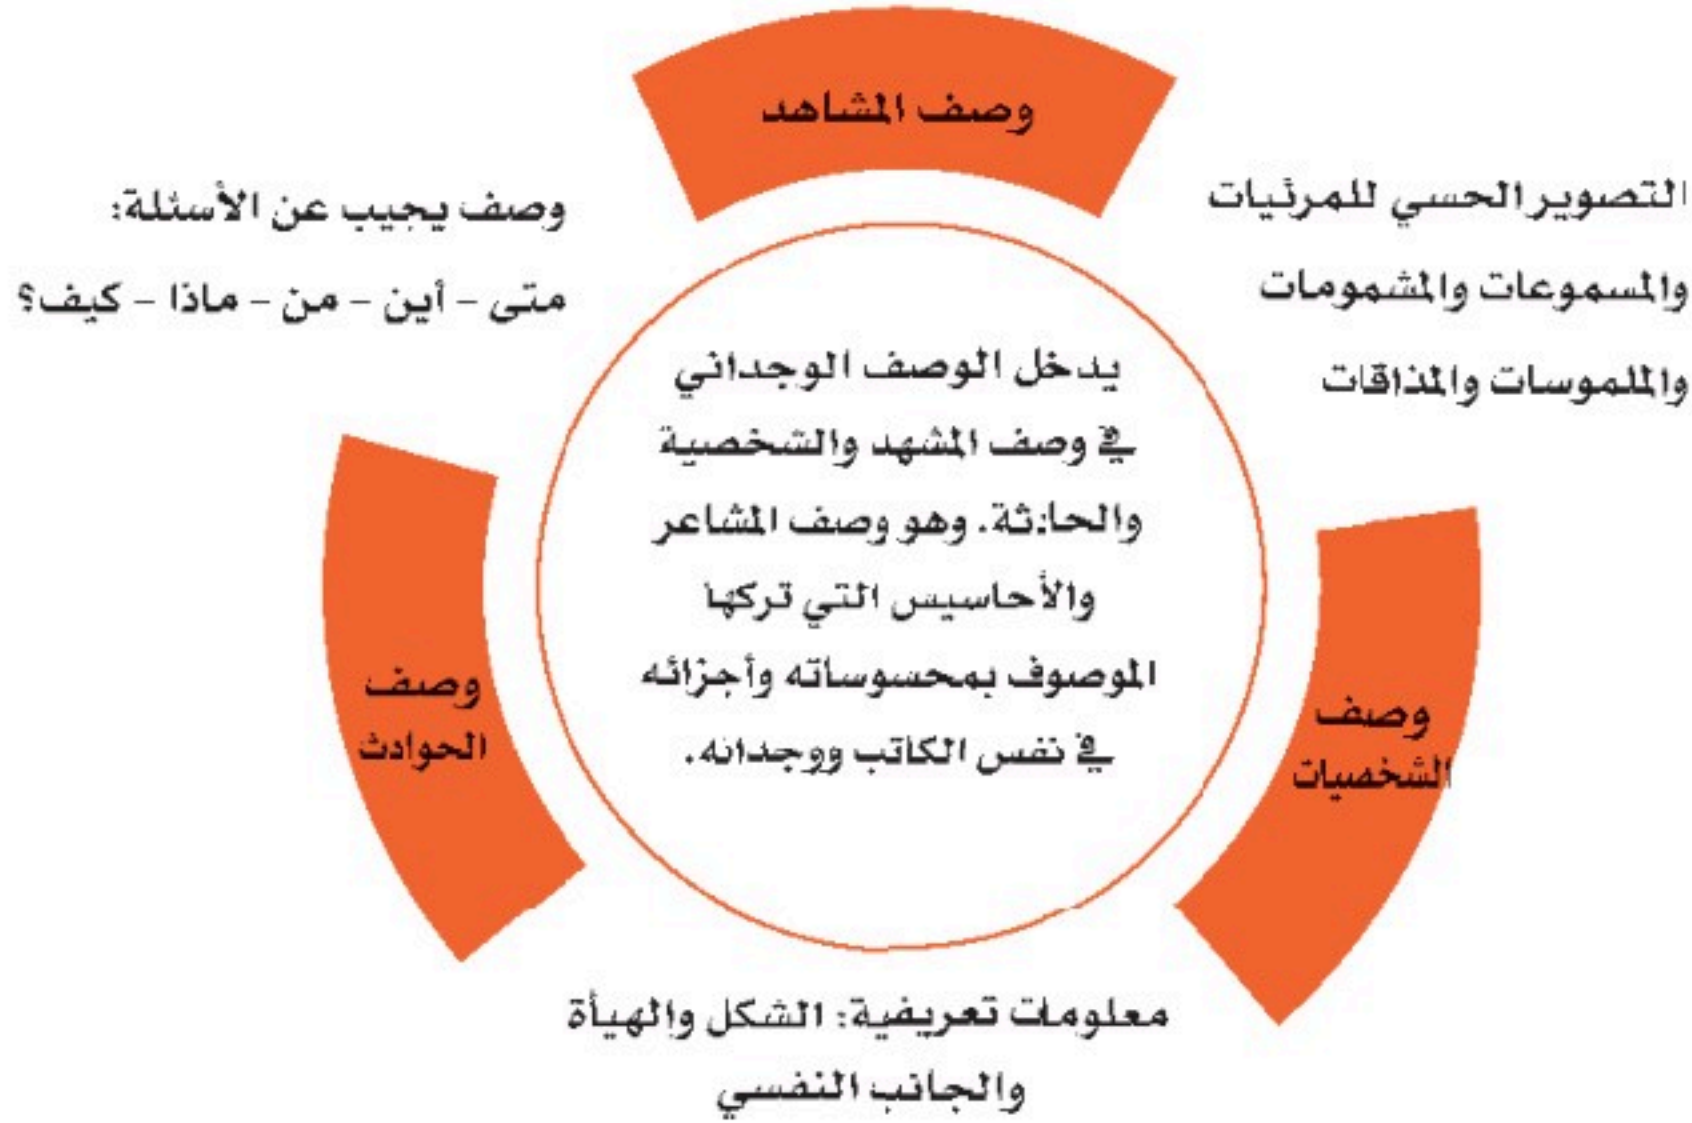 وصف المشاهد
التصوير الحسي للمرئيات
والمسموعات والمشمومات
والملموسات والمذاقات
وصف
الشخصيات
معلومات تعريفية: الشكل والهيأة
والجانب النفسي
وصف
الحوادث
وصف يجيب عن الأسئلة:
متى - أين - من - ماذا - كيف؟
يدخل الوصف الوجداني
في وصف المشهد والشخصية
والحادثة. وهو وصف المشاعر
والأحاسيس التي تركها
الموصوف بمحسوساته وأجزائه
في نفس الكاتب ووجدانه.